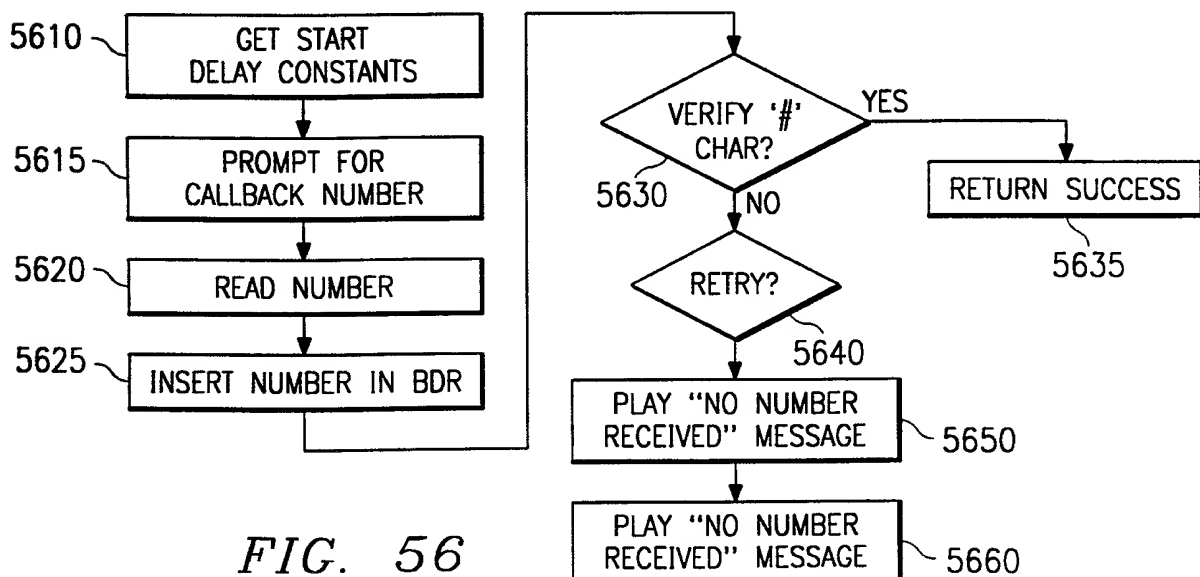 5610
GET START
DELAY CONSTANTS
5615
PROMPT FOR
CALLBACK NUMBER
5620
READ NUMBER
5625
INSERT NUMBER IN BDR
VERIFY '#'
CHAR?
5630
YES
RETURN SUCCESS
5635
NO
RETRY?
5640
PLAY "NO NUMBER
RECEIVED" MESSAGE
5650
PLAY "NO NUMBER
RECEIVED" MESSAGE
5660
FIG. 56